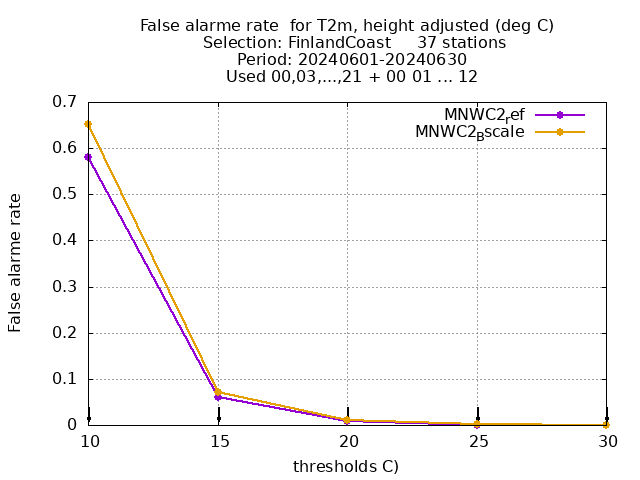 False alarme rate  for T2m, height adjusted (deg C)
Selection: FinlandCoast     37 stations
Period: 20240601-20240630
Used 00,03,...,21 + 00 01 ... 12
MNWC2ref
MNWC2Bscale
0.7
0.6
0.5
0.4
0.3
0.2
0.1
0
False alarme rate
10 15 20 25 30
thresholds C)